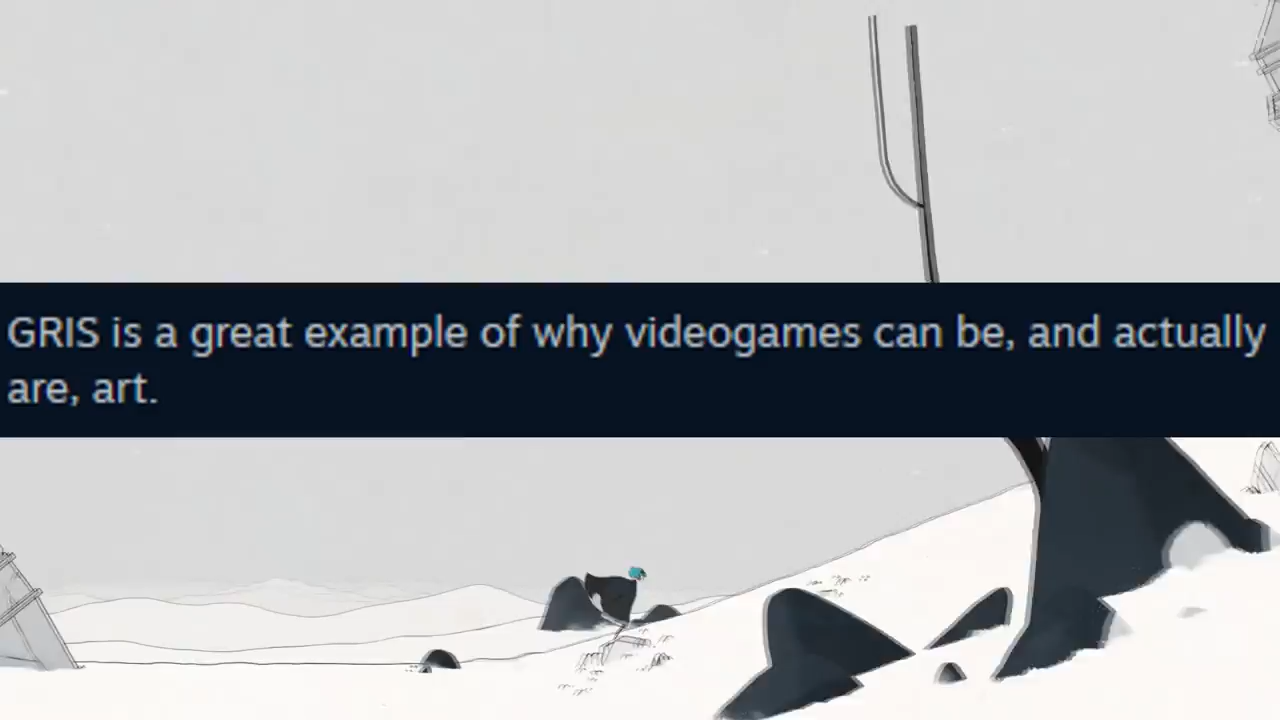 GRIS is a great example of why videogames can be, and actually
are, art.